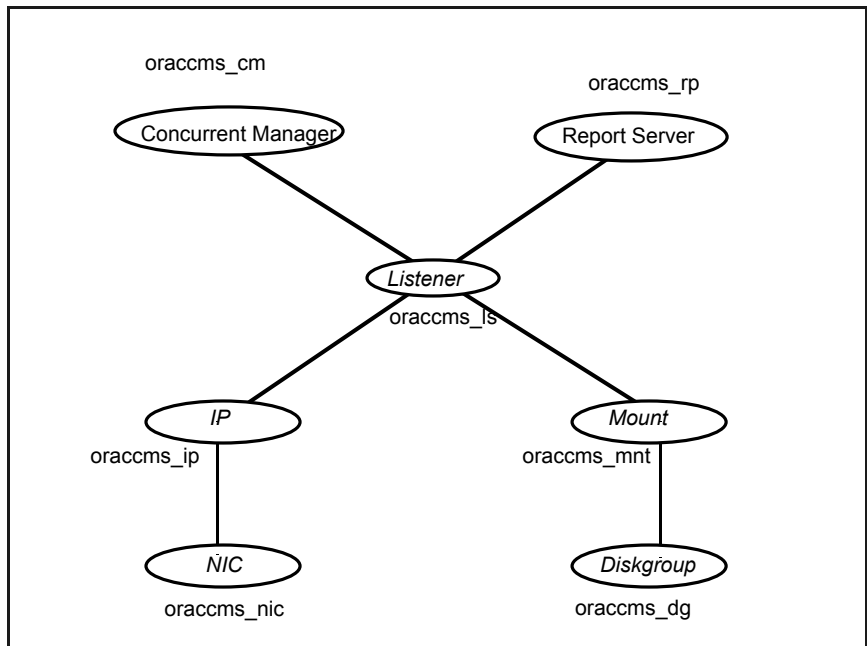 oraccms_cm
oraccms_rp
Concurrent Manager
Report Server
Listener
oraccms_ls
IP
Mount
oraccms_ip
oraccms_mnt
NIC
Diskgroup
oraccms_nic
oraccms_dg